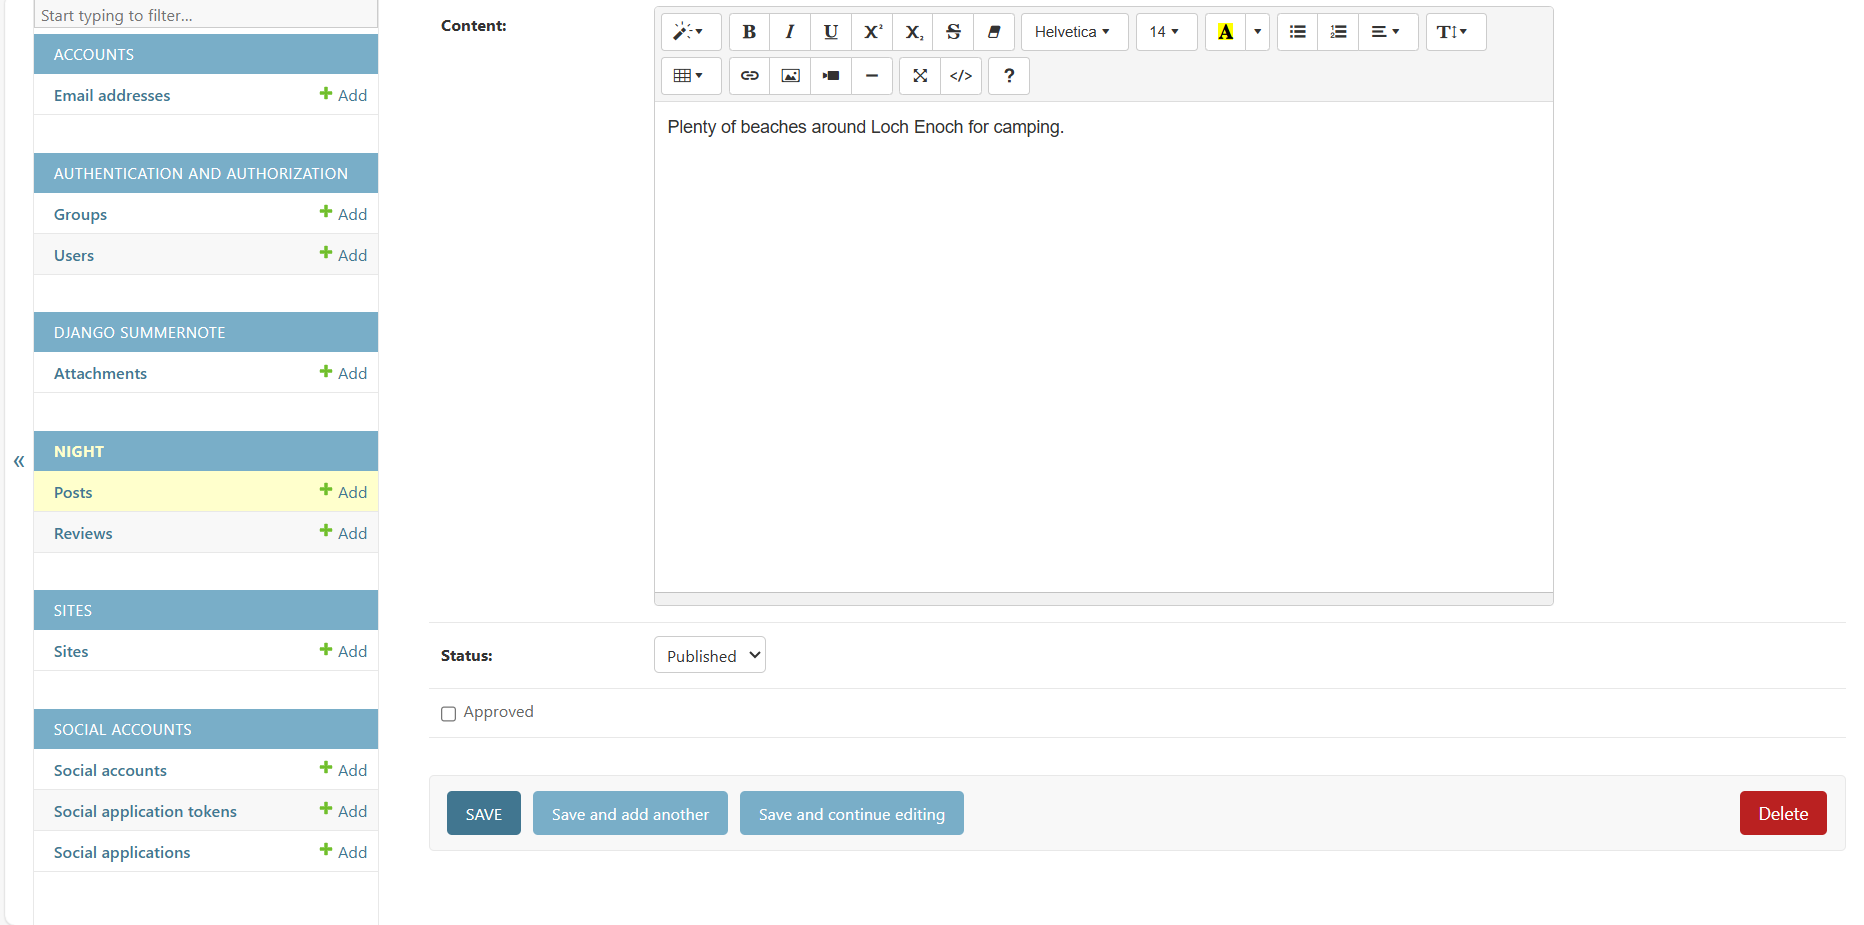 Start typing to filter...
ACCOUNTS
Email addresses Add
AUTHENTICATION AND AUTHORIZATION
Groups Add
Users Add
DJANGO SUMMERNOTE
Attachments Add
«
NIGHT
Posts Add
Reviews Add
SITES
Sites Add
SOCIAL ACCOUNTS
Social accounts Add
Social application tokens Add
Social applications Add
Content:
B I U X² X₂ S Helvetica 14 A T
</> ?
Plenty of beaches around Loch Enoch for camping.
Status: Published
Approved
SAVE Save and add another Save and continue editing Delete